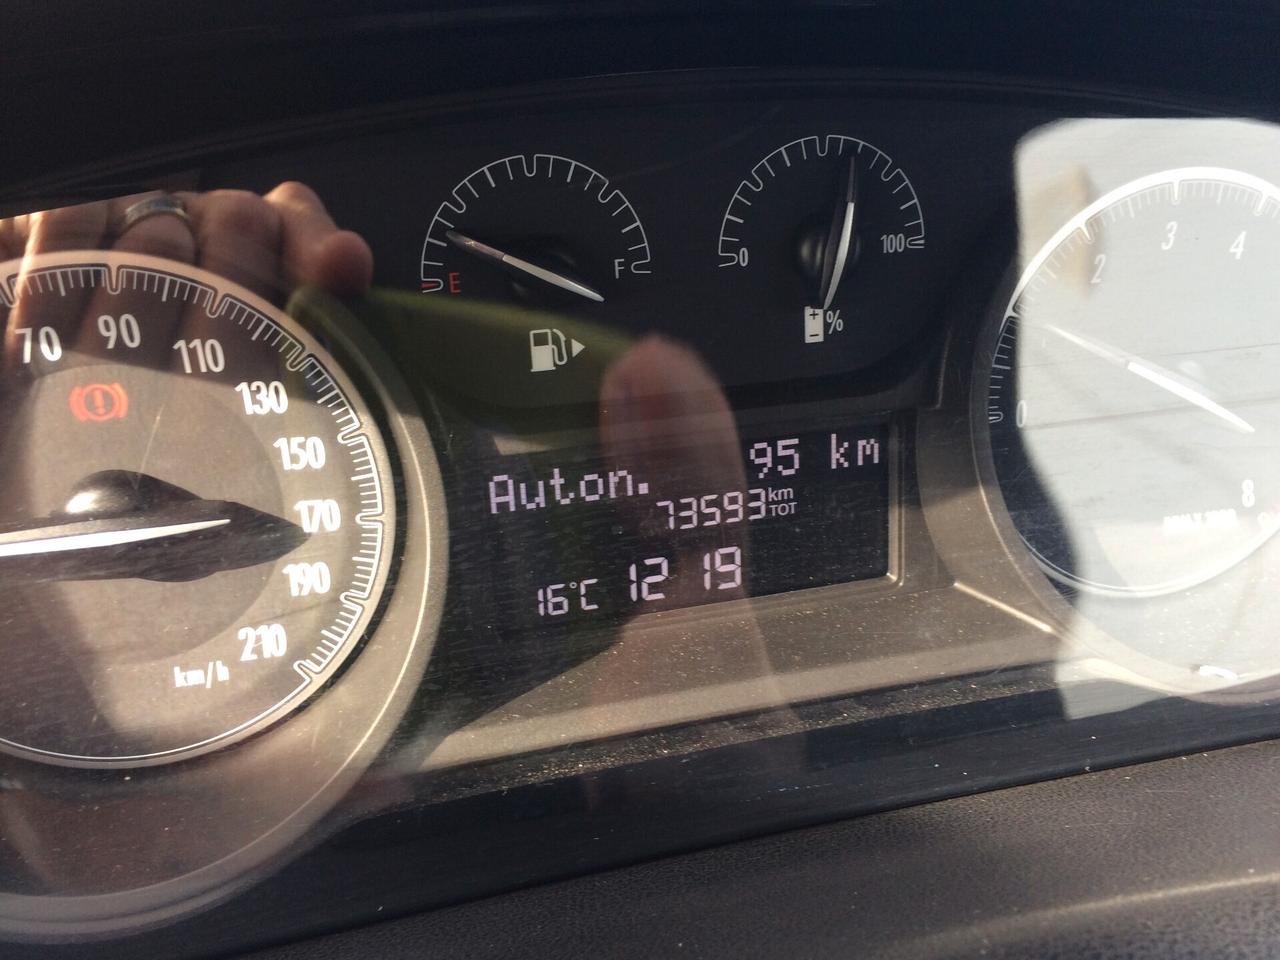 E F
0 100
+ - %
70 90 110 130 150 170 190 210
km/h
0 2 3 4 8
Auton. 95 km
73593 km TOT
16°C 12 19